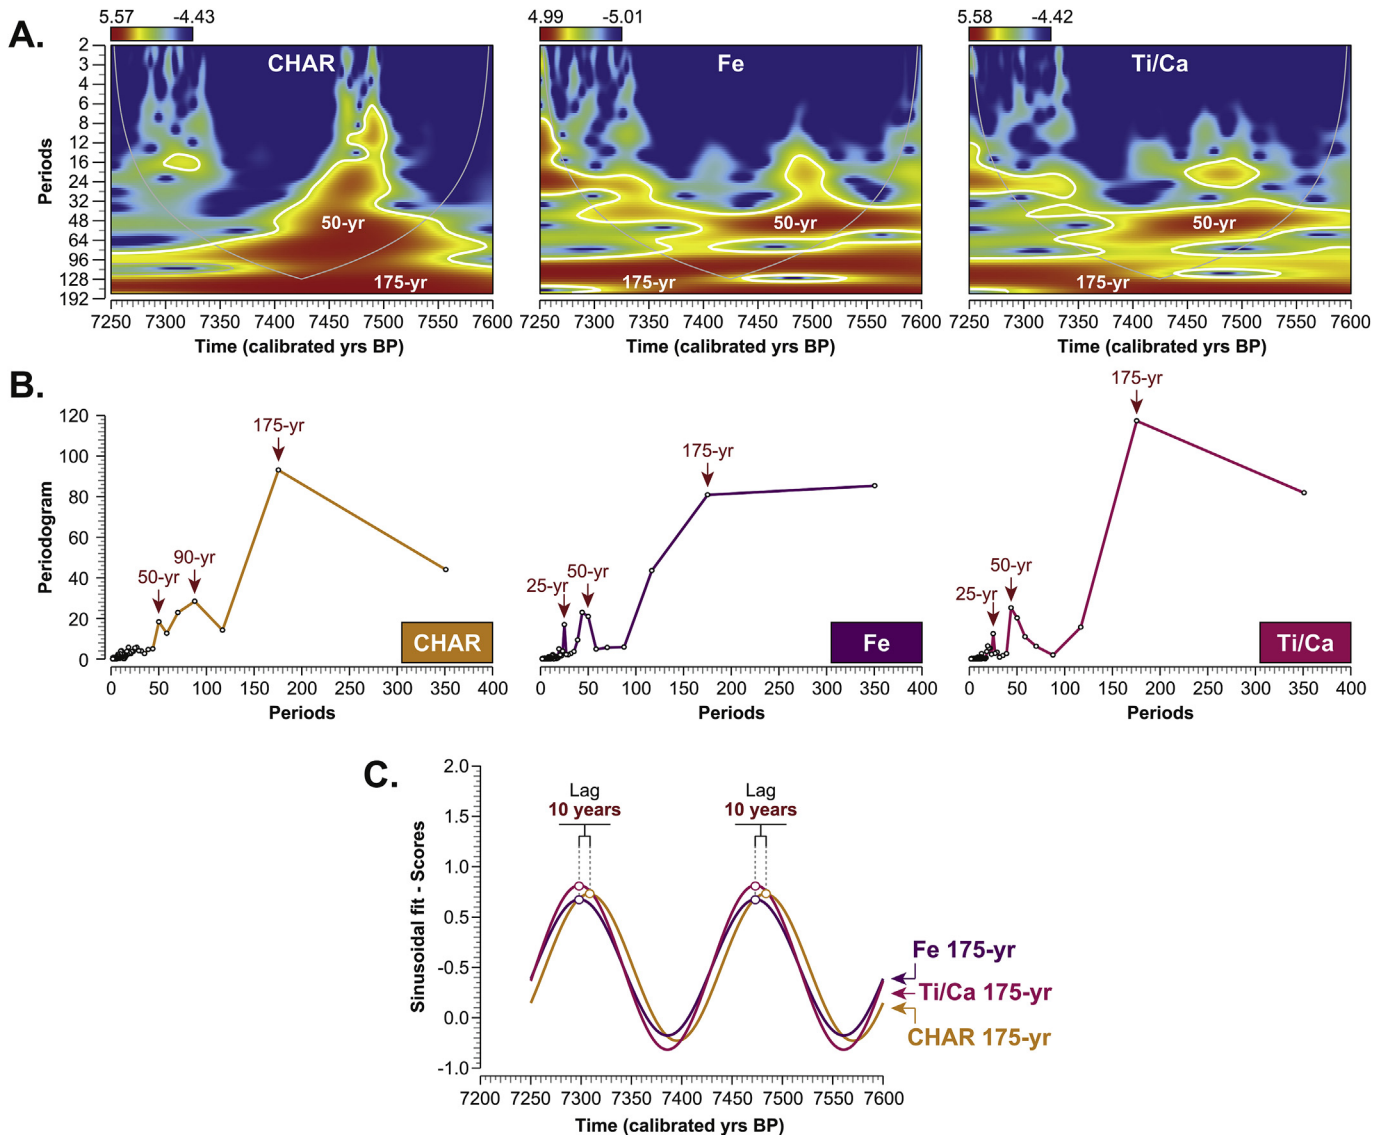 A.
5.57 -4.43
4.99 -5.01
5.58 -4.42
CHAR
Fe
Ti/Ca
Periods
2
3
4
6
8
12
16
24
32
48
64
96
128
192
50-yr
175-yr
50-yr
175-yr
50-yr
175-yr
7250 7300 7350 7400 7450 7500 7550 7600
7250 7300 7350 7400 7450 7500 7550 7600
7250 7300 7350 7400 7450 7500 7550 7600
Time (calibrated yrs BP)
Time (calibrated yrs BP)
Time (calibrated yrs BP)
B.
Periodogram
120
100
80
60
40
20
0
50-yr
90-yr
175-yr
CHAR
0 50 100 150 200 250 300 350 400
Periods
25-yr
50-yr
175-yr
Fe
0 50 100 150 200 250 300 350 400
Periods
25-yr
50-yr
175-yr
Ti/Ca
0 50 100 150 200 250 300 350 400
Periods
C.
Sinusoidal fit - Scores
2.0
1.5
1.0
0.5
-0.5
0.0
-1.0
Lag
10 years
Lag
10 years
Fe 175-yr
Ti/Ca 175-yr
CHAR 175-yr
7200 7250 7300 7350 7400 7450 7500 7550 7600
Time (calibrated yrs BP)